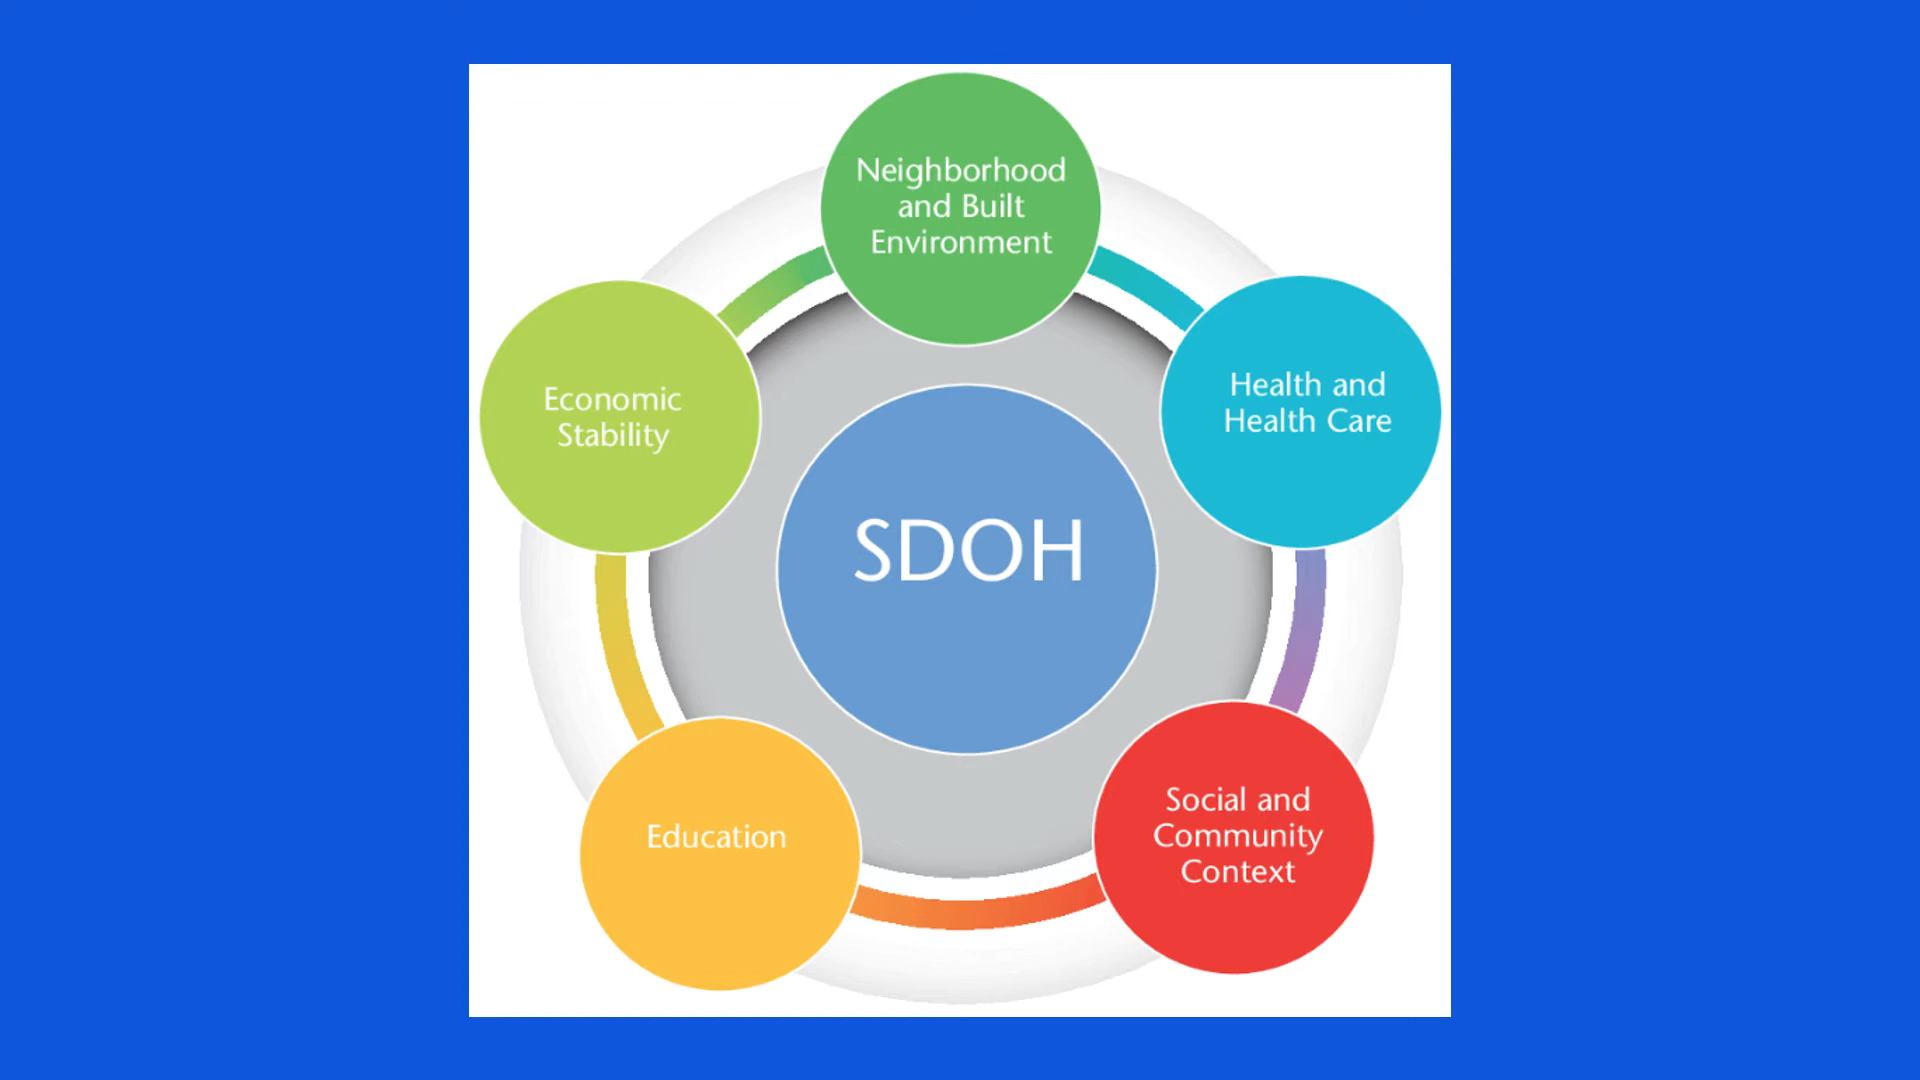 Neighborhood
and Built
Environment
Health and
Health Care
Economic
Stability
SDOH
Social and
Community
Context
Education